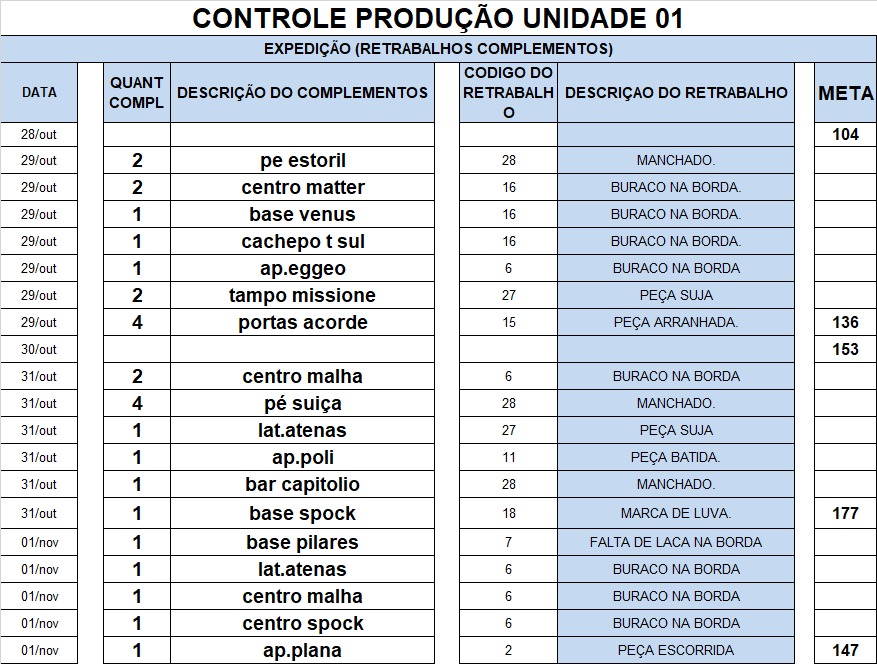 CONTROLE PRODUÇÃO UNIDADE 01
EXPEDIÇÃO (RETRABALHOS COMPLEMENTOS)
DATA QUANT COMPL DESCRIÇÃO DO COMPLEMENTOS CODIGO DO RETRABALHO DESCRIÇAO DO RETRABALHO META
28/out 104
29/out 2 pe estoril 28 MANCHADO.
29/out 2 centro matter 16 BURACO NA BORDA.
29/out 1 base venus 16 BURACO NA BORDA.
29/out 1 cachepo t sul 16 BURACO NA BORDA.
29/out 1 ap.eggeo 6 BURACO NA BORDA
29/out 2 tampo missione 27 PEÇA SUJA
29/out 4 portas acorde 15 PEÇA ARRANHADA. 136
30/out 153
31/out 2 centro malha 6 BURACO NA BORDA
31/out 4 pé suiça 28 MANCHADO.
31/out 1 lat.atenas 27 PEÇA SUJA
31/out 1 ap.poli 11 PEÇA BATIDA.
31/out 1 bar capitolio 28 MANCHADO.
31/out 1 base spock 18 MARCA DE LUVA. 177
01/nov 1 base pilares 7 FALTA DE LACA NA BORDA
01/nov 1 lat.atenas 6 BURACO NA BORDA
01/nov 1 centro malha 6 BURACO NA BORDA
01/nov 1 centro spock 6 BURACO NA BORDA
01/nov 1 ap.plana 2 PEÇA ESCORRIDA 147